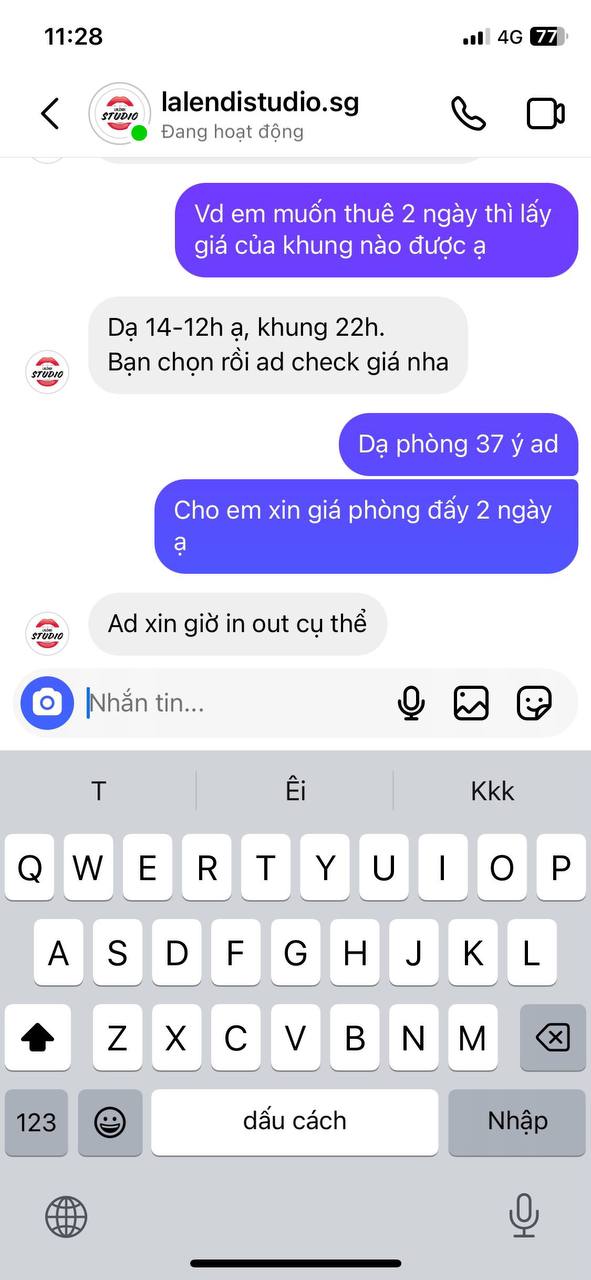 11:28
4G 77
STUDIO
lalendistudio.sg
Đang hoạt động
Vd em muốn thuê 2 ngày thì lấy
giá của khung nào được ạ
Dạ 14-12h ạ, khung 22h.
Bạn chọn rồi ad check giá nha
STUDIO
Dạ phòng 37 ý ad
Cho em xin giá phòng đấy 2 ngày
ạ
Ad xin giờ in out cụ thể
STUDIO
Nhắn tin...
T Êi Kkk
Q W E R T Y U I O P
A S D F G H J K L
Z X C V B N M
123 dấu cách Nhập